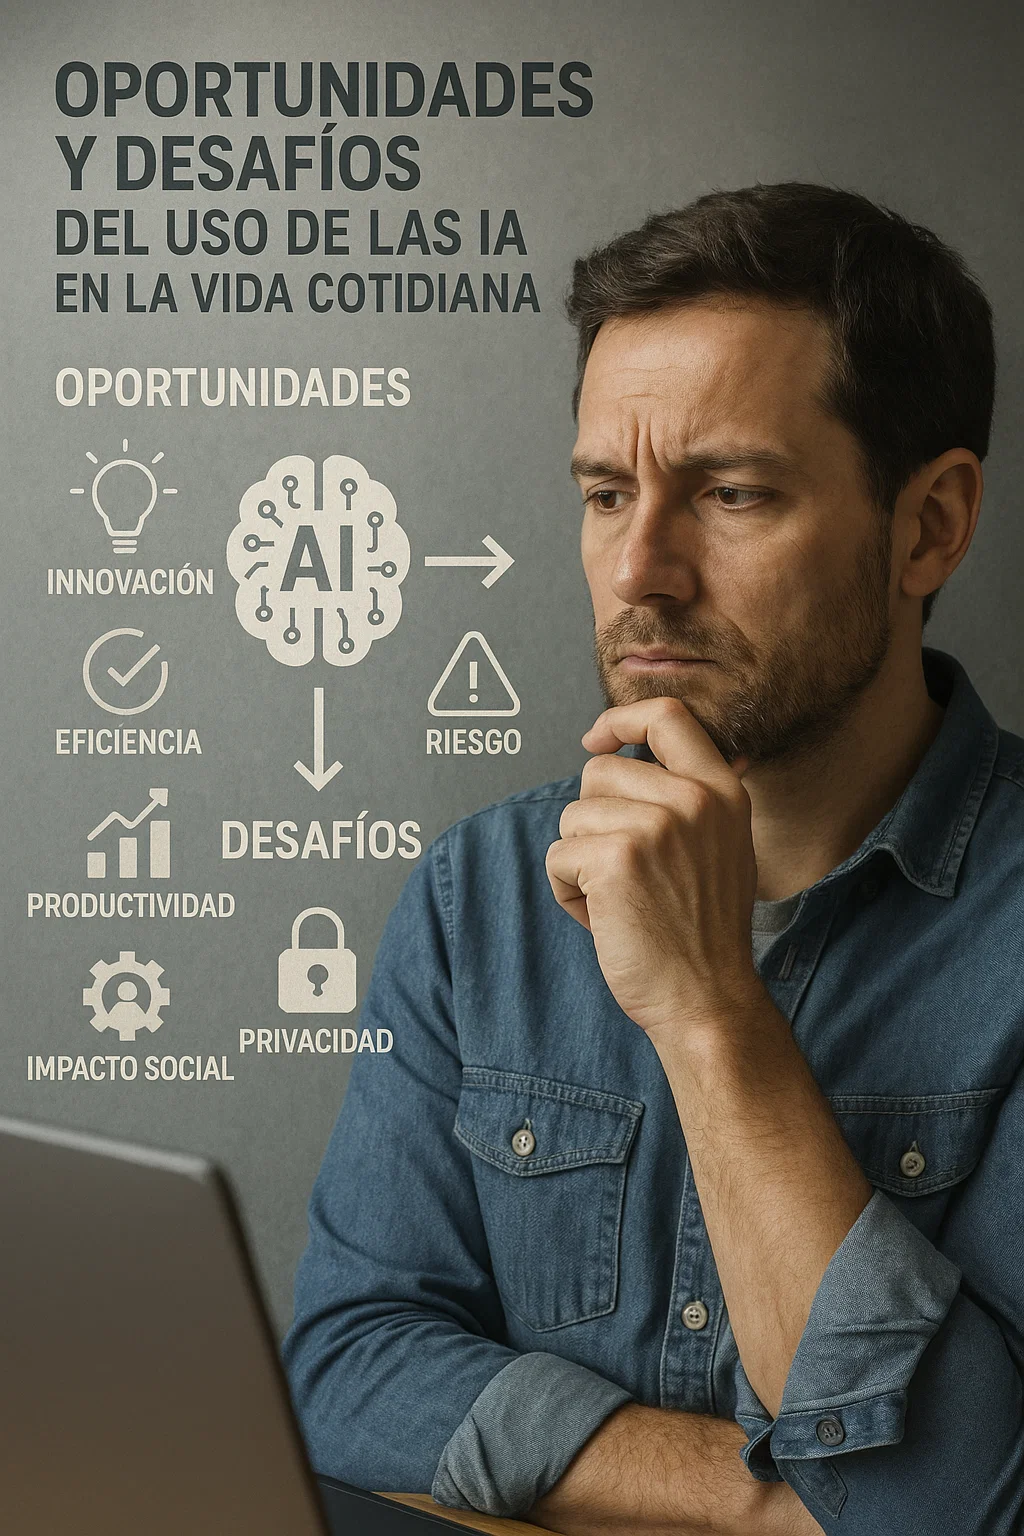 OPORTUNIDADES
Y DESAFÍOS
DEL USO DE LAS IA
EN LA VIDA COTIDIANA
OPORTUNIDADES
INNOVACIÓN
AI
EFICÍENCIA
RIESGO
PRODUCTIVIDAD
DESAFÍOS
IMPACTO SOCIAL
PRIVACIDAD